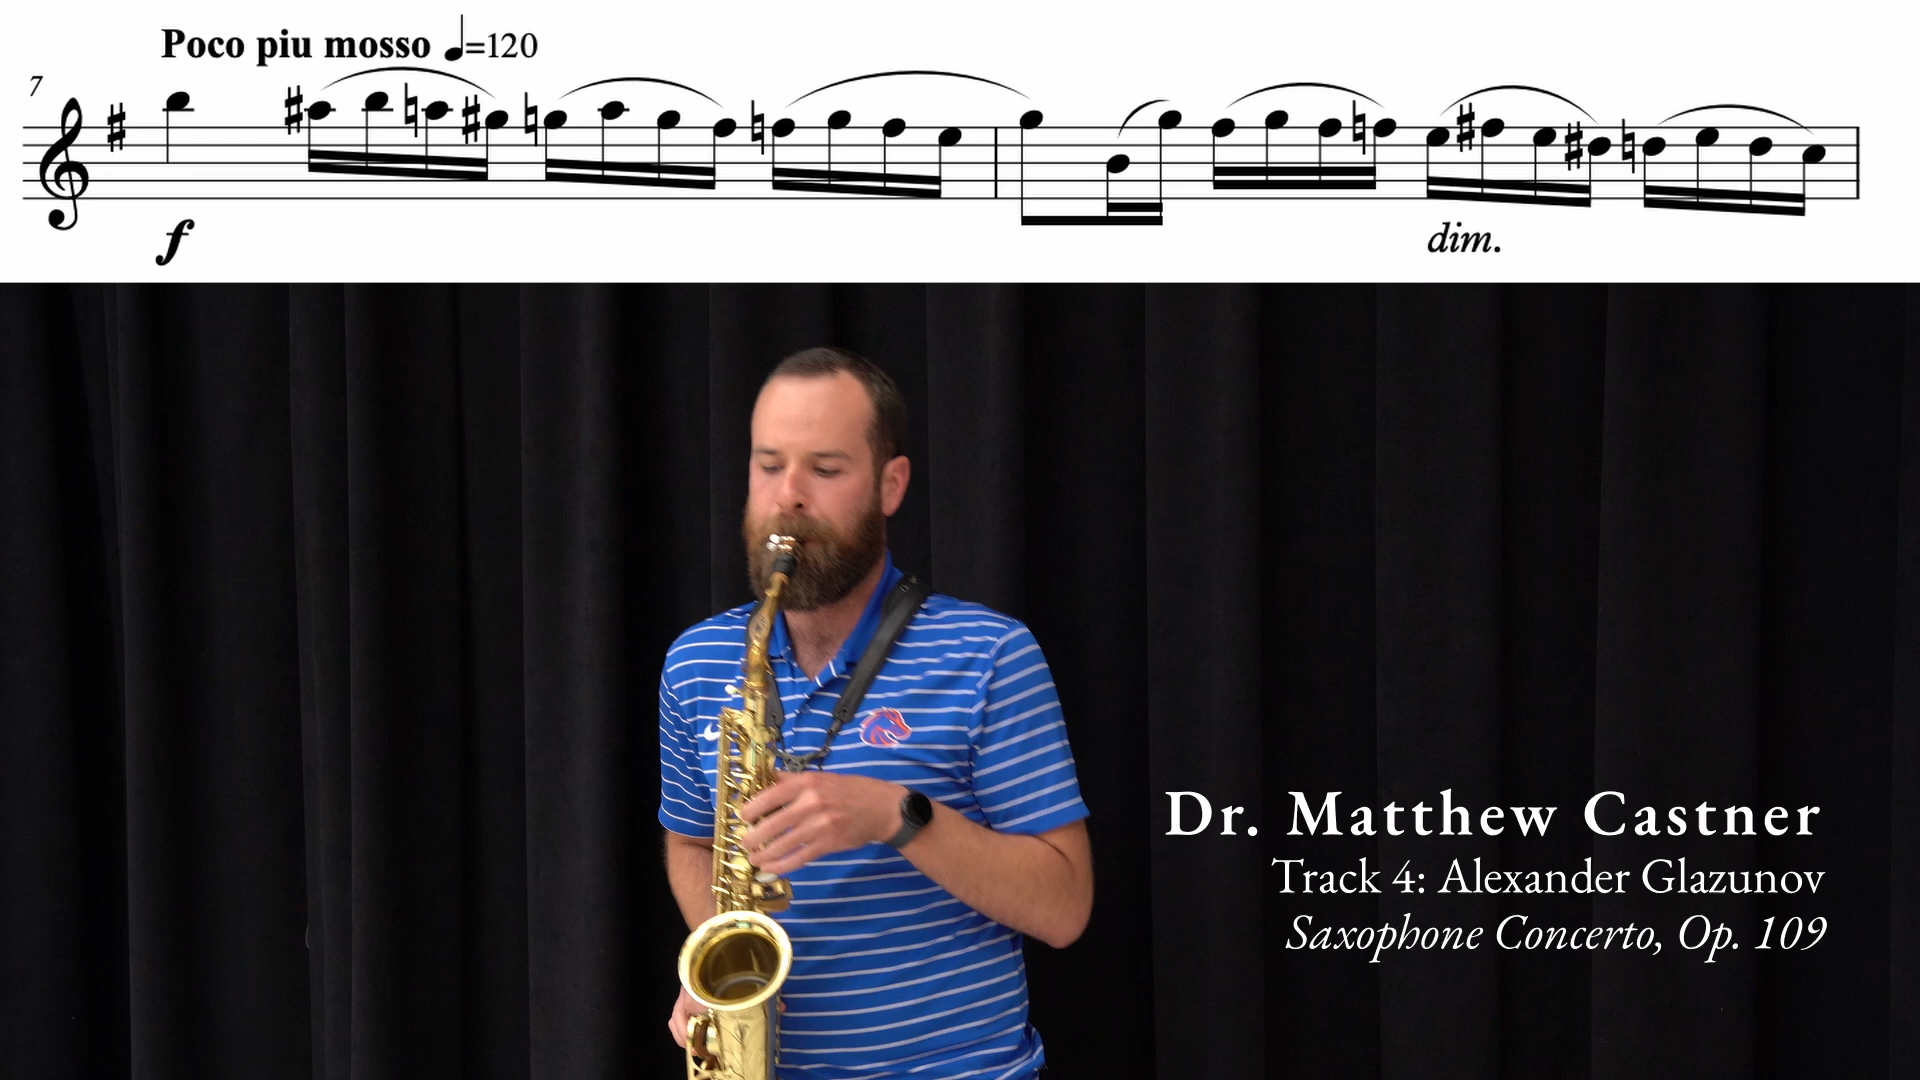 Poco piu mosso ♩=120
7
f
dim.
Dr. Matthew Castner
Track 4: Alexander Glazunov
Saxophone Concerto, Op. 109